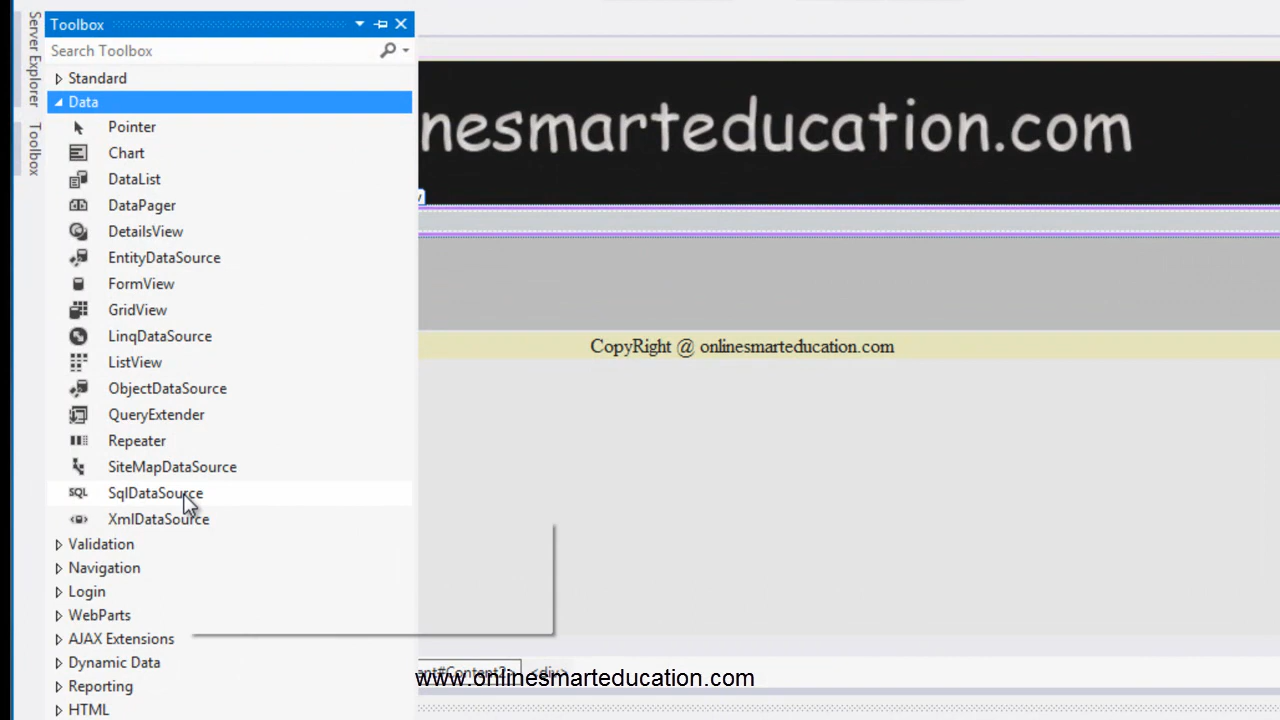 Server Explorer
Toolbox
Toolbox
Search Toolbox
Standard
Data
Pointer
Chart
DataList
DataPager
DetailsView
EntityDataSource
FormView
GridView
LinqDataSource
ListView
ObjectDataSource
QueryExtender
Repeater
SiteMapDataSource
SQL SqlDataSource
XmlDataSource
Validation
Navigation
Login
WebParts
AJAX Extensions
Dynamic Data
Reporting
HTML
nesmarteducation.com
CopyRight @ onlinesmarteducation.com
<div>
www.onlinesmarteducation.com